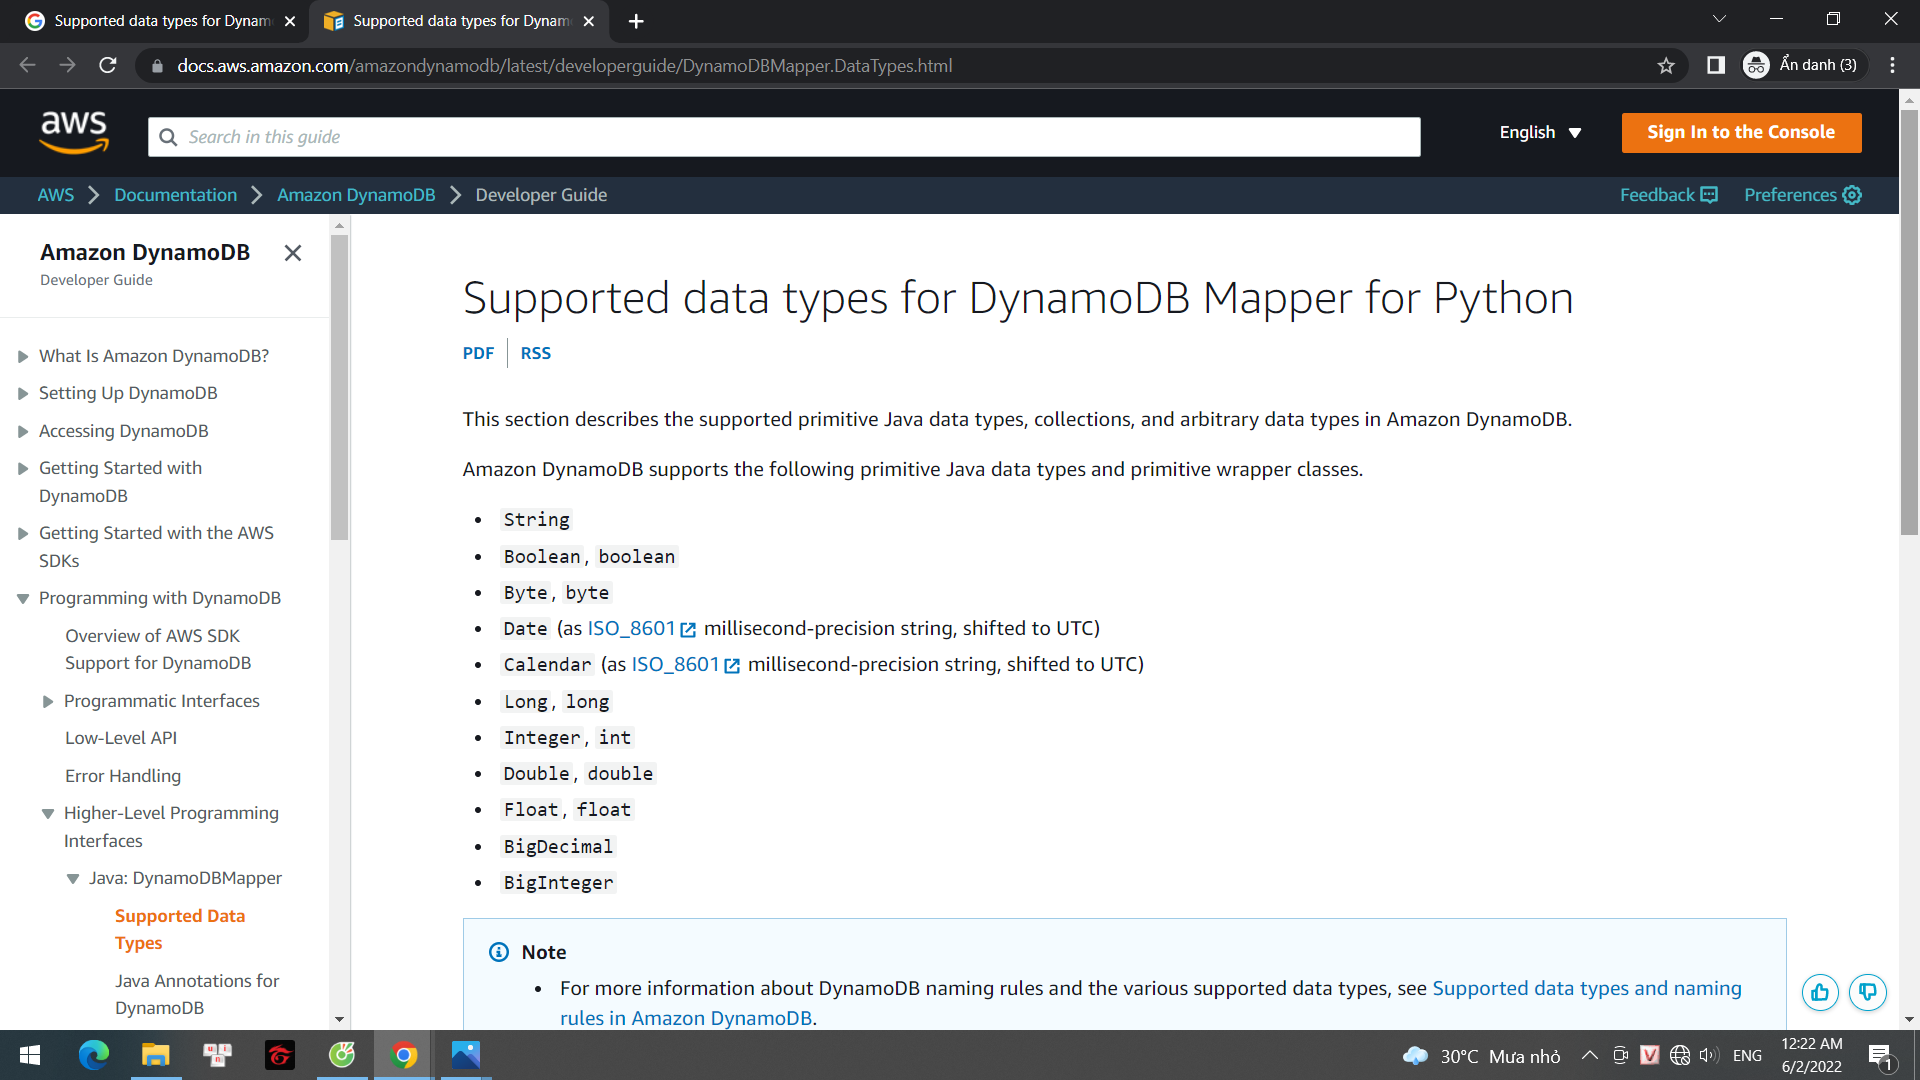 Supported data types for Dynam
Supported data types for Dynam
docs.aws.amazon.com/amazondynamodb/latest/developerguide/DynamoDBMapper.DataTypes.html
Ẩn danh (3)
aws
Search in this guide
English
Sign In to the Console
AWS
Documentation
Amazon DynamoDB
Developer Guide
Feedback
Preferences
Amazon DynamoDB
Developer Guide
What Is Amazon DynamoDB?
Setting Up DynamoDB
Accessing DynamoDB
Getting Started with
DynamoDB
Getting Started with the AWS
SDKs
Programming with DynamoDB
Overview of AWS SDK
Support for DynamoDB
Programmatic Interfaces
Low-Level API
Error Handling
Higher-Level Programming
Interfaces
Java: DynamoDBMapper
Supported Data
Types
Java Annotations for
DynamoDB
Supported data types for DynamoDB Mapper for Python
PDF
RSS
This section describes the supported primitive Java data types, collections, and arbitrary data types in Amazon DynamoDB.
Amazon DynamoDB supports the following primitive Java data types and primitive wrapper classes.
• String
• Boolean, boolean
• Byte, byte
• Date (as ISO_8601 millisecond-precision string, shifted to UTC)
• Calendar (as ISO_8601 millisecond-precision string, shifted to UTC)
• Long, long
• Integer, int
• Double, double
• Float, float
• BigDecimal
• BigInteger
Note
• For more information about DynamoDB naming rules and the various supported data types, see Supported data types and naming
rules in Amazon DynamoDB.
30°C Mưa nhỏ
V
ENG
12:22 AM
6/2/2022
1